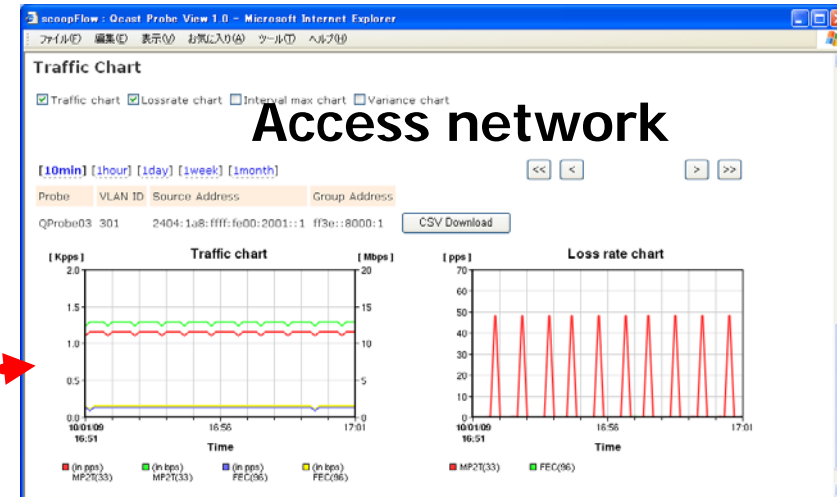 scoopFlow : Qcast Probe View 1.0 - Microsoft Internet Explorer
ファイル(F) 編集(E) 表示(V) お気に入り(A) ツール(T) ヘルプ(H)
Traffic Chart
Traffic chart Lossrate chart Interval max chart Variance chart
Access network
[10min] [1hour] [1day] [1week] [1month] << < > >>
Probe VLAN ID Source Address Group Address
QProbe03 301 2404:1a8:ffff:fe00:2001::1 ff3e::8000:1 CSV Download
[ Kpps ] Traffic chart [ Mbps ]
2.0 20
1.5 15
1.0 10
0.5 5
0.0 0
10/01/09 16:51 16:56 17:01
Time
(in pps) MP2T(33) (in bps) MP2T(33) (in pps) FEC(96) (in bps) FEC(96)
[ pps ] Loss rate chart
70
60
50
40
30
20
10
0
10/01/09 16:51 16:56 17:01
Time
MP2T(33) FEC(96)